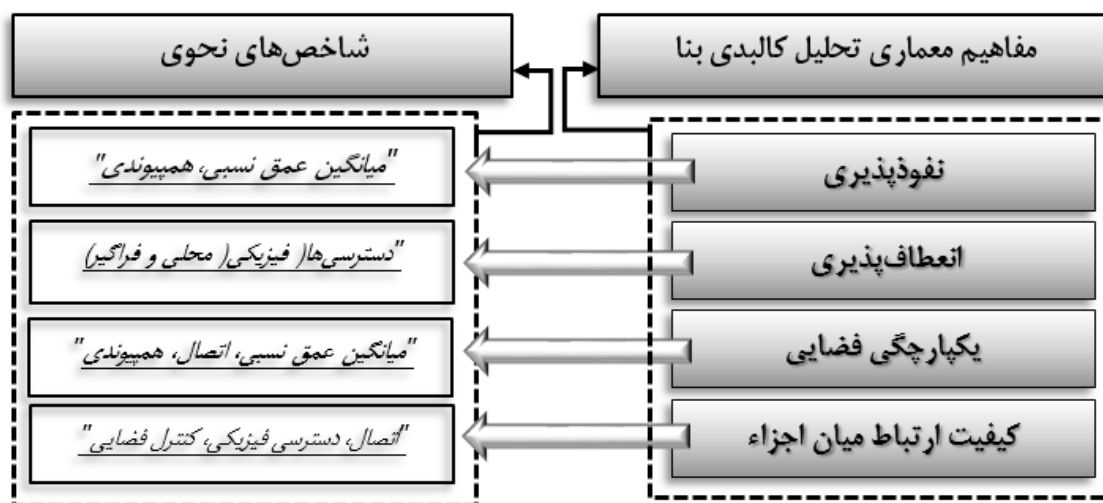 مفاهیم معماری تحلیل کالبدی بنا
شاخص‌های نحوی
نفوذپذیری
"میانگین عمق نسبی، همپیوندی"
انعطاف‌پذیری
"دسترسی‌ها( فیزیکی( محلی و فراگیر)
یکپارچگی فضایی
"میانگین عمق نسبی، اتصال، همپیوندی"
کیفیت ارتباط میان اجزاء
"اتصال، دسترسی فیزیکی، کنترل فضایی"